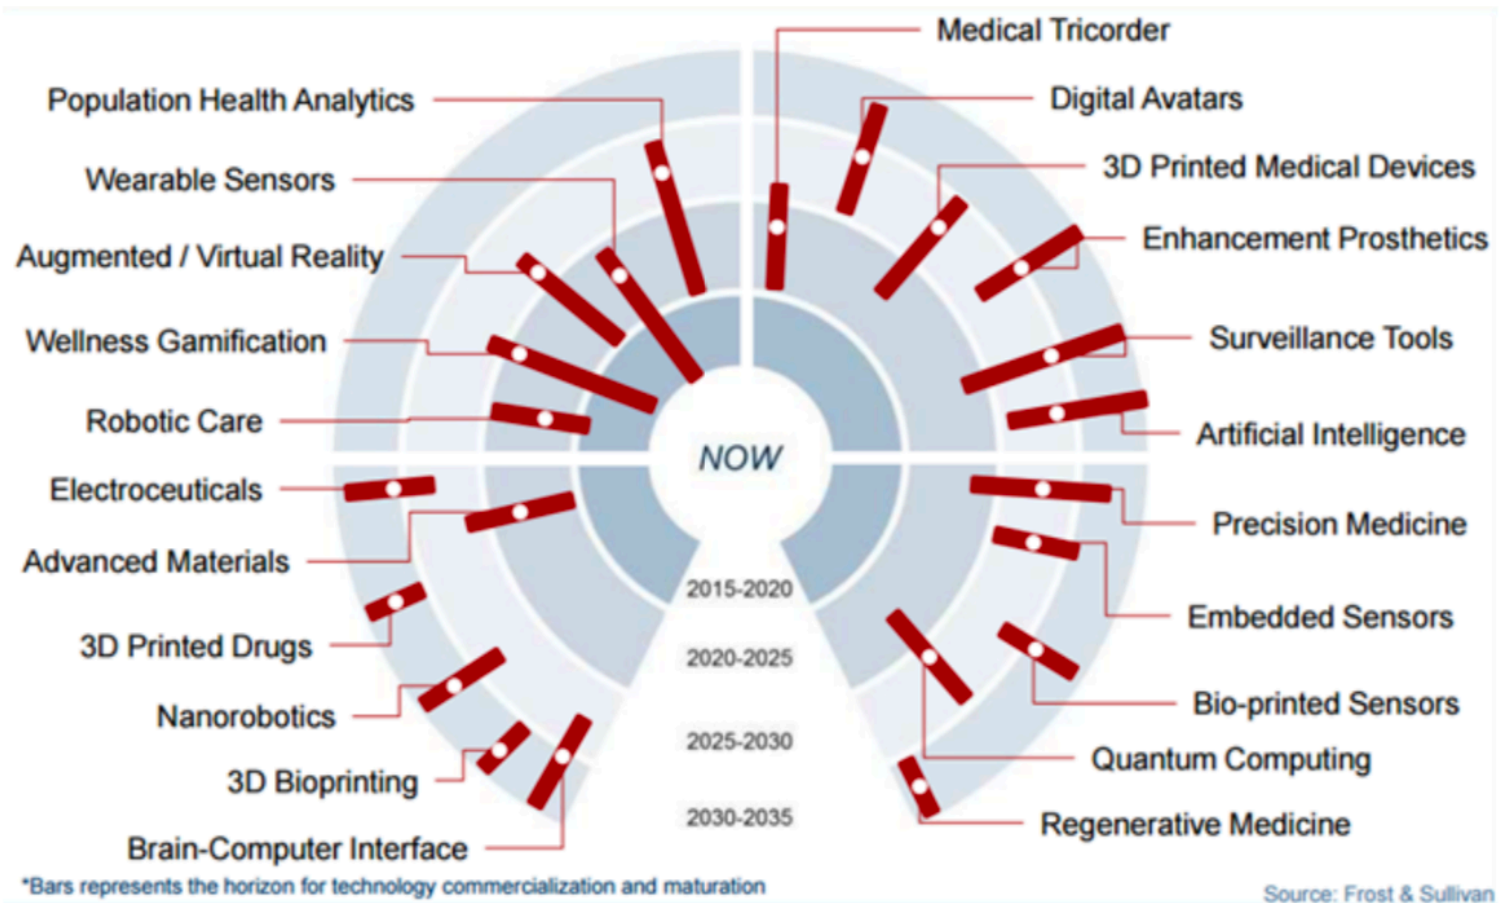 Medical Tricorder
Population Health Analytics
Digital Avatars
Wearable Sensors
3D Printed Medical Devices
Augmented / Virtual Reality
Enhancement Prosthetics
Wellness Gamification
Surveillance Tools
Robotic Care
Artificial Intelligence
NOW
Electroceuticals
Precision Medicine
Advanced Materials
2015-2020
Embedded Sensors
3D Printed Drugs
2020-2025
Bio-printed Sensors
Nanorobotics
2025-2030
Quantum Computing
3D Bioprinting
2030-2035
Regenerative Medicine
Brain-Computer Interface
*Bars represents the horizon for technology commercialization and maturation
Source: Frost & Sullivan